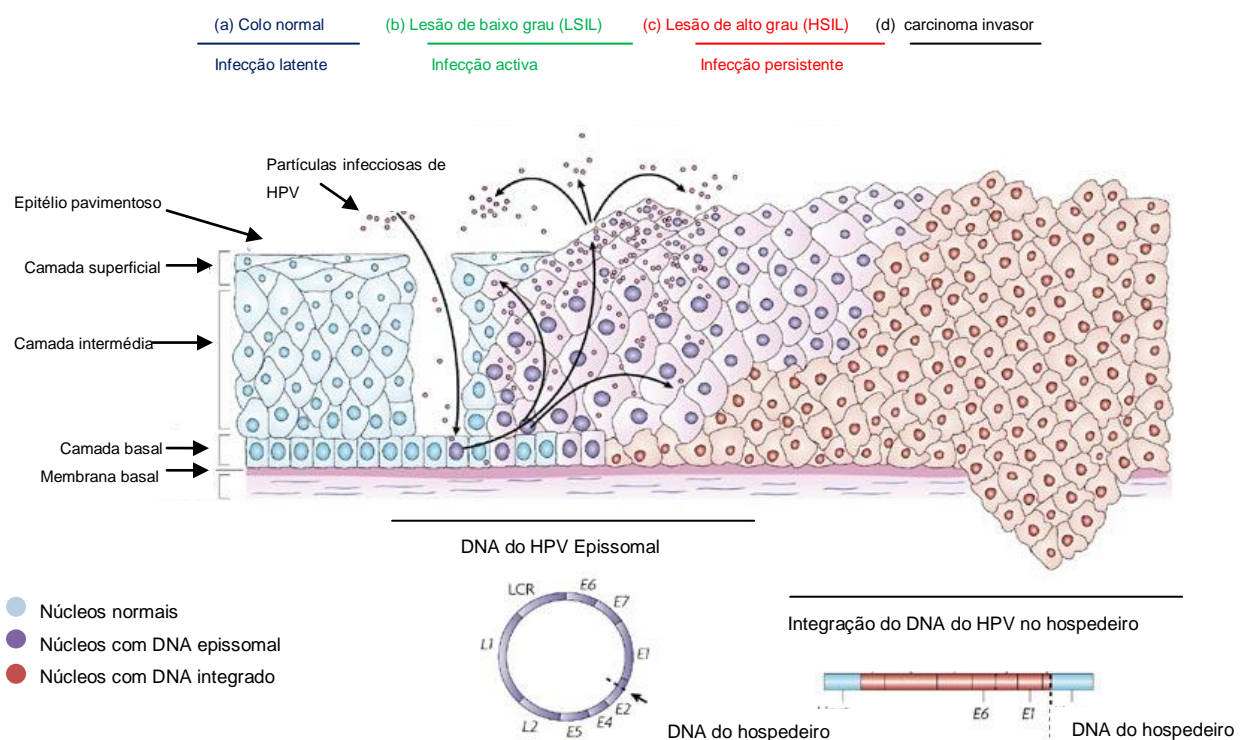 (a) Colo normal
(b) Lesão de baixo grau (LSIL)
(c) Lesão de alto grau (HSIL)
(d) carcinoma invasor
Infecção latente
Infecção activa
Infecção persistente
Partículas infecciosas de
HPV
Epitélio pavimentoso
Camada superficial
Camada intermédia
Camada basal
Membrana basal
DNA do HPV Epissomal
LCR
E6
E7
L1
E1
E2
E4
E5
L2
Núcleos normais
Núcleos com DNA epissomal
Núcleos com DNA integrado
Integração do DNA do HPV no hospedeiro
E6
E1
DNA do hospedeiro
DNA do hospedeiro